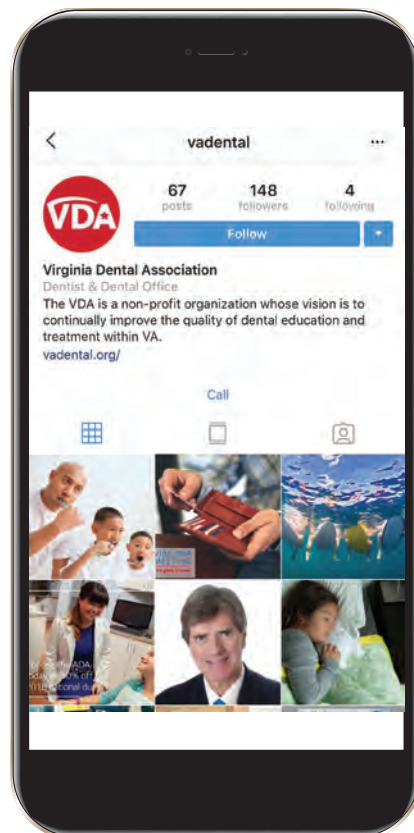 vadental
VDA
67 148 4
posts followers following
Follow
Virginia Dental Association
Dentist & Dental Office
The VDA is a non-profit organization whose vision is to
continually improve the quality of dental education and
treatment within VA.
vadental.org/
Call